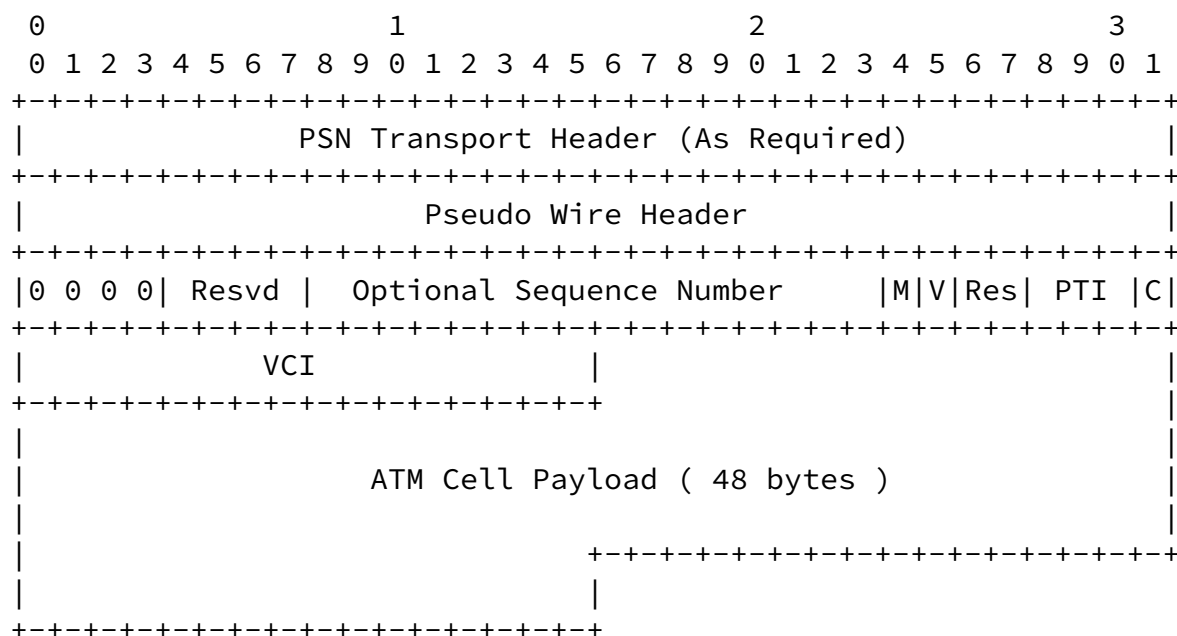 0                   1                   2                   3
 0 1 2 3 4 5 6 7 8 9 0 1 2 3 4 5 6 7 8 9 0 1 2 3 4 5 6 7 8 9 0 1
+-+-+-+-+-+-+-+-+-+-+-+-+-+-+-+-+-+-+-+-+-+-+-+-+-+-+-+-+-+-+-+-+
|               PSN Transport Header (As Required)              |
+-+-+-+-+-+-+-+-+-+-+-+-+-+-+-+-+-+-+-+-+-+-+-+-+-+-+-+-+-+-+-+-+
|                      Pseudo Wire Header                       |
+-+-+-+-+-+-+-+-+-+-+-+-+-+-+-+-+-+-+-+-+-+-+-+-+-+-+-+-+-+-+-+-+
|0 0 0 0| Resvd |  Optional Sequence Number     |M|V|Res| PTI |C|
+-+-+-+-+-+-+-+-+-+-+-+-+-+-+-+-+-+-+-+-+-+-+-+-+-+-+-+-+-+-+-+-+
|             VCI               |                               |
+-+-+-+-+-+-+-+-+-+-+-+-+-+-+-+-+                               |
|                                                               |
|                   ATM Cell Payload ( 48 bytes )               |
|                                                               |
|                               +-+-+-+-+-+-+-+-+-+-+-+-+-+-+-+-+
|                               |
+-+-+-+-+-+-+-+-+-+-+-+-+-+-+-+-+